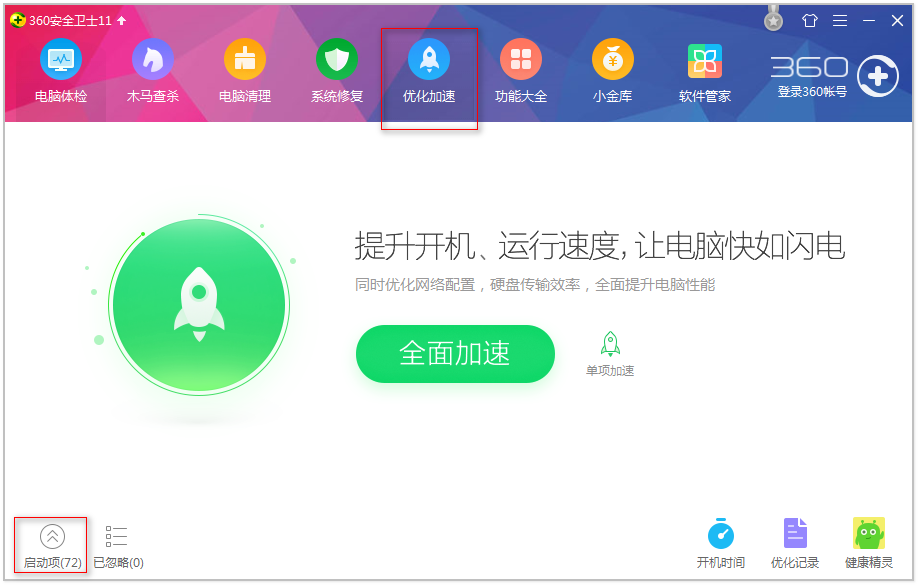 360安全卫士11
电脑体检
木马查杀
电脑清理
系统修复
优化加速
功能大全
小金库
软件管家
360
登录360帐号
提升开机、运行速度,让电脑快如闪电
同时优化网络配置，硬盘传输效率，全面提升电脑性能
全面加速
单项加速
启动项(72)
已忽略(0)
开机时间
优化记录
健康精灵